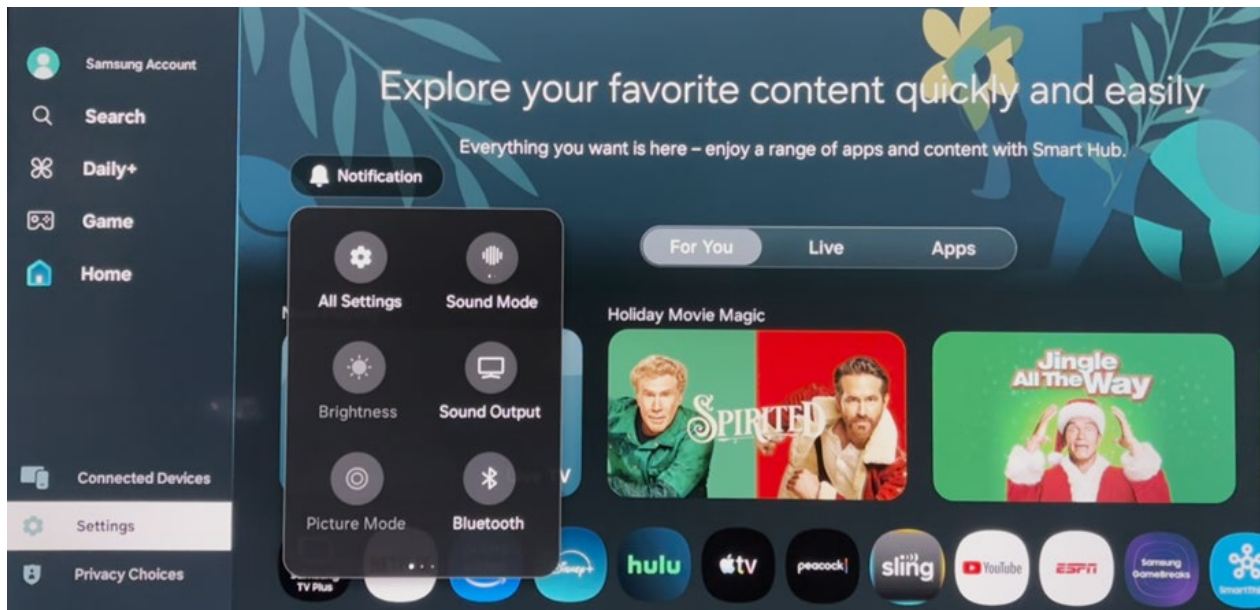 Samsung Account
Search
Daily+
Game
Home
Connected Devices
Settings
Privacy Choices
Explore your favorite content quickly and easily
Everything you want is here – enjoy a range of apps and content with Smart Hub.
Notification
All Settings
Sound Mode
Brightness
Sound Output
Picture Mode
Bluetooth
For You
Live
Apps
Holiday Movie Magic
SPIRITED
Jingle
All The Way
TV Plus
Disney+
hulu
tv
peacock
sling
YouTube
ESPN
Samsung
GameBreaks